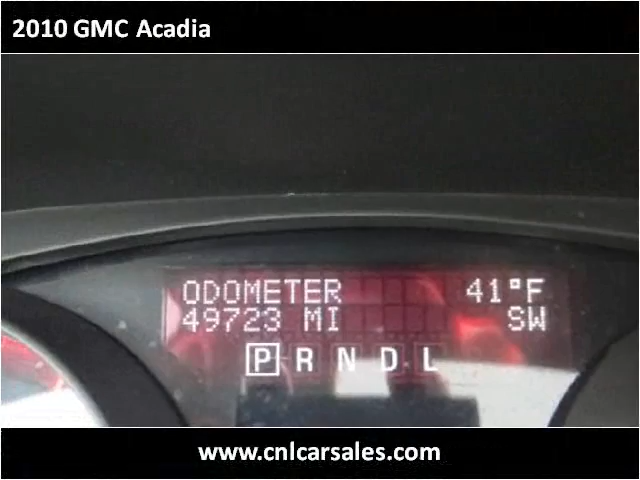 2010 GMC Acadia
ODOMETER 41°F
49723 MI SW
P R N D L
www.cnlcarsales.com